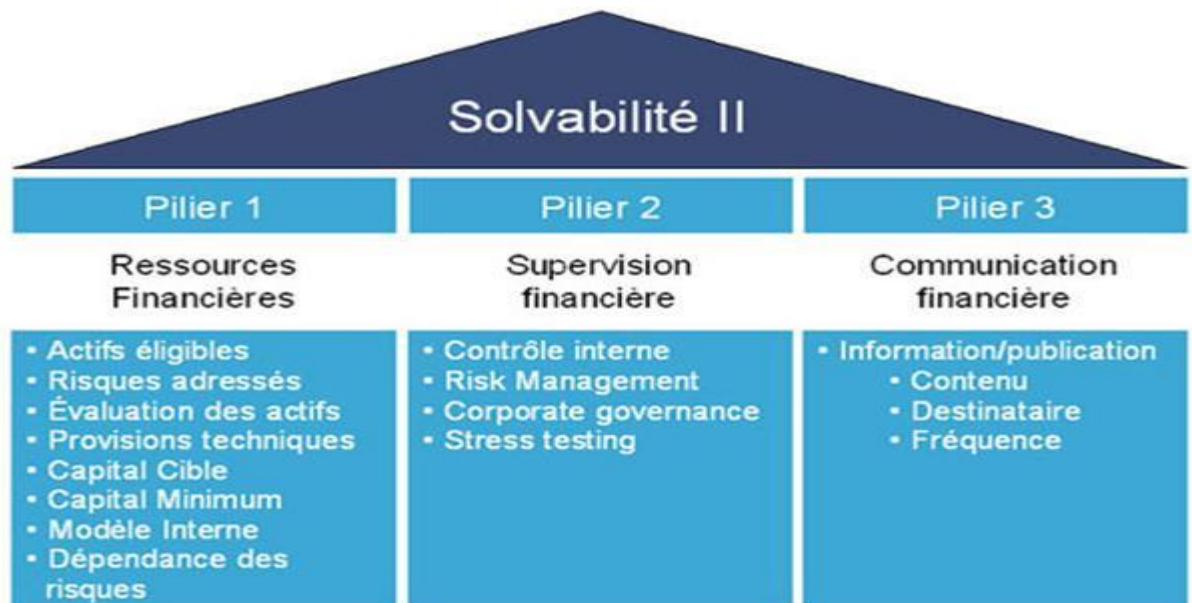 Solvabilité II
Pilier 1
Ressources
Financières
• Actifs éligibles
• Risques adressés
• Évaluation des actifs
• Provisions techniques
• Capital Cible
• Capital Minimum
• Modèle Interne
• Dépendance des
risques
Pilier 2
Supervision
financière
• Contrôle interne
• Risk Management
• Corporate governance
• Stress testing
Pilier 3
Communication
financière
• Information/publication
• Contenu
• Destinataire
• Fréquence